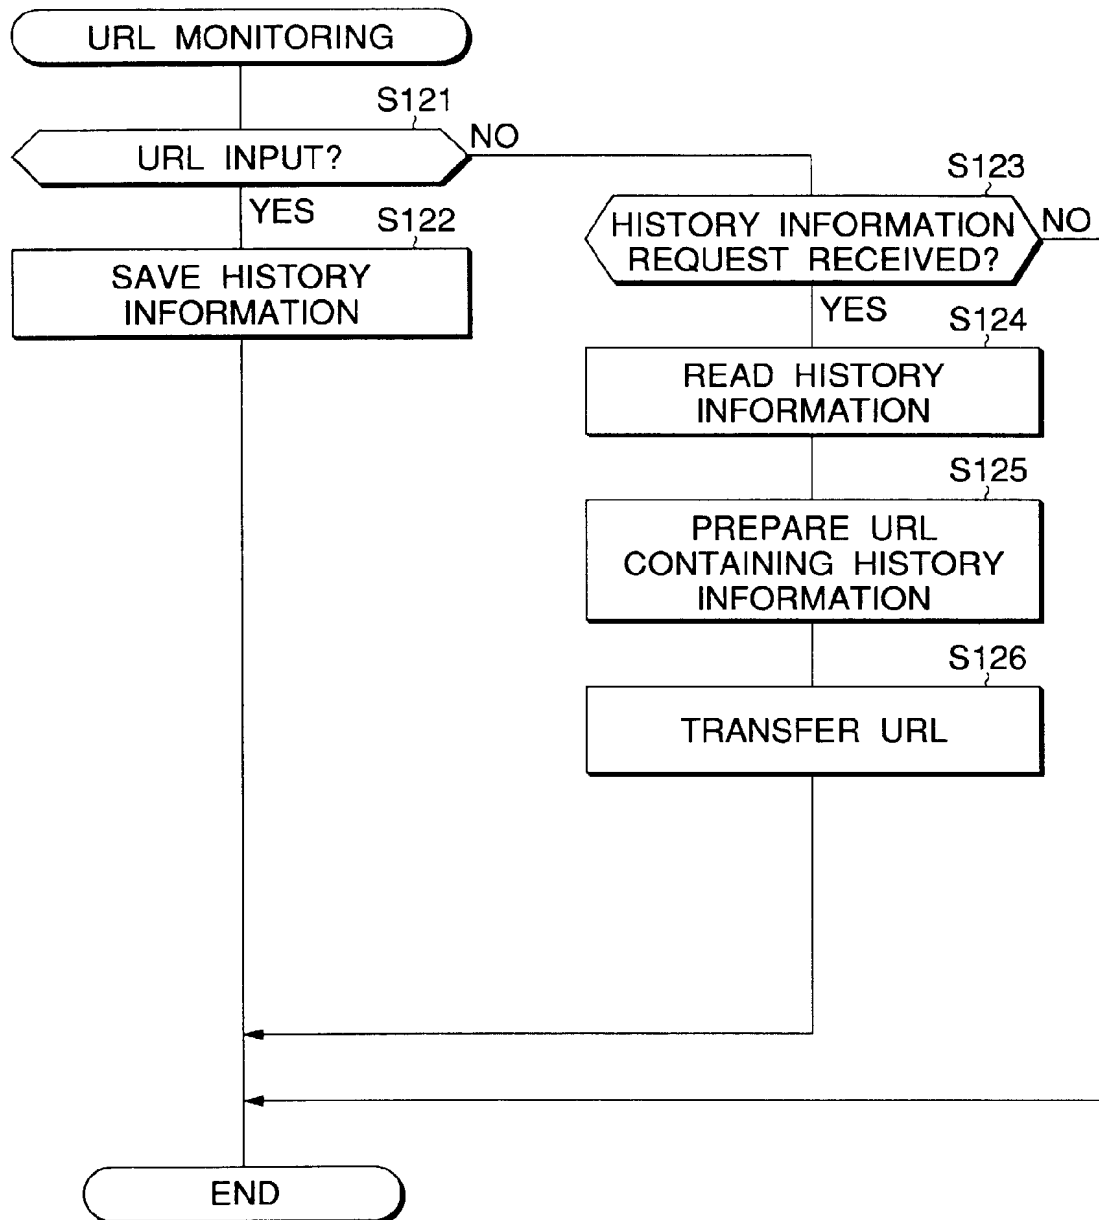 URL MONITORING
S121
URL INPUT?
NO
YES
S122
SAVE HISTORY
INFORMATION
S123
HISTORY INFORMATION
REQUEST RECEIVED?
NO
YES
S124
READ HISTORY
INFORMATION
S125
PREPARE URL
CONTAINING HISTORY
INFORMATION
S126
TRANSFER URL
END